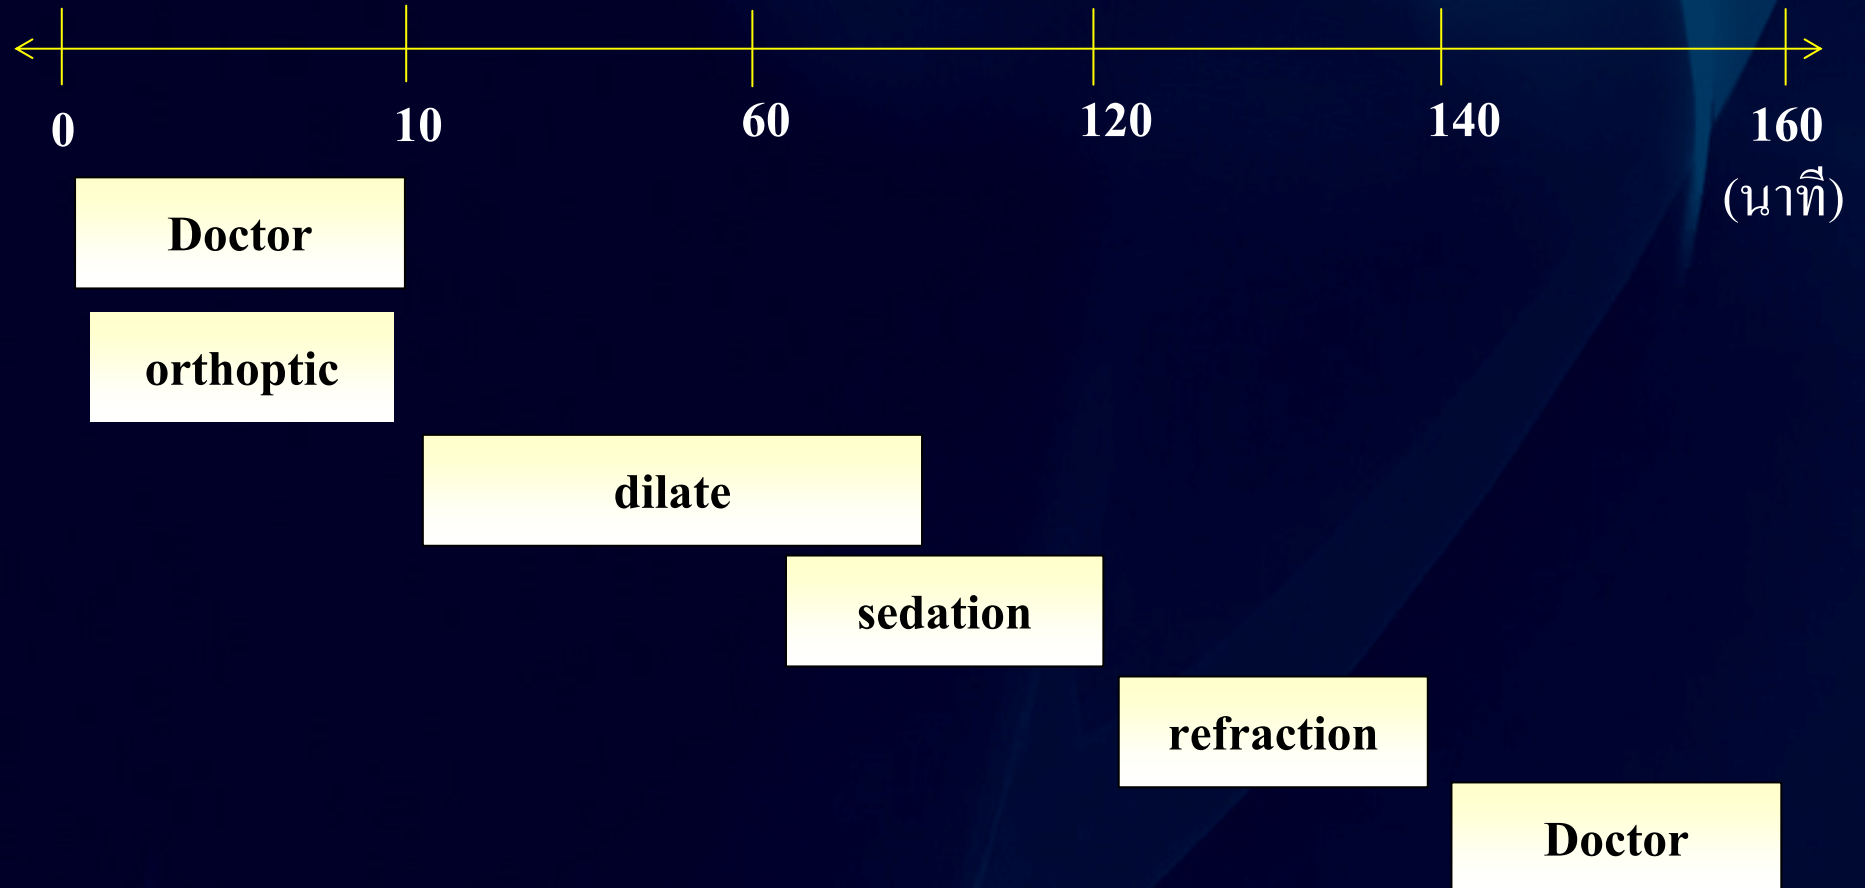 0 10 60 120 140 160
(นาที)
Doctor
orthoptic
dilate
sedation
refraction
Doctor